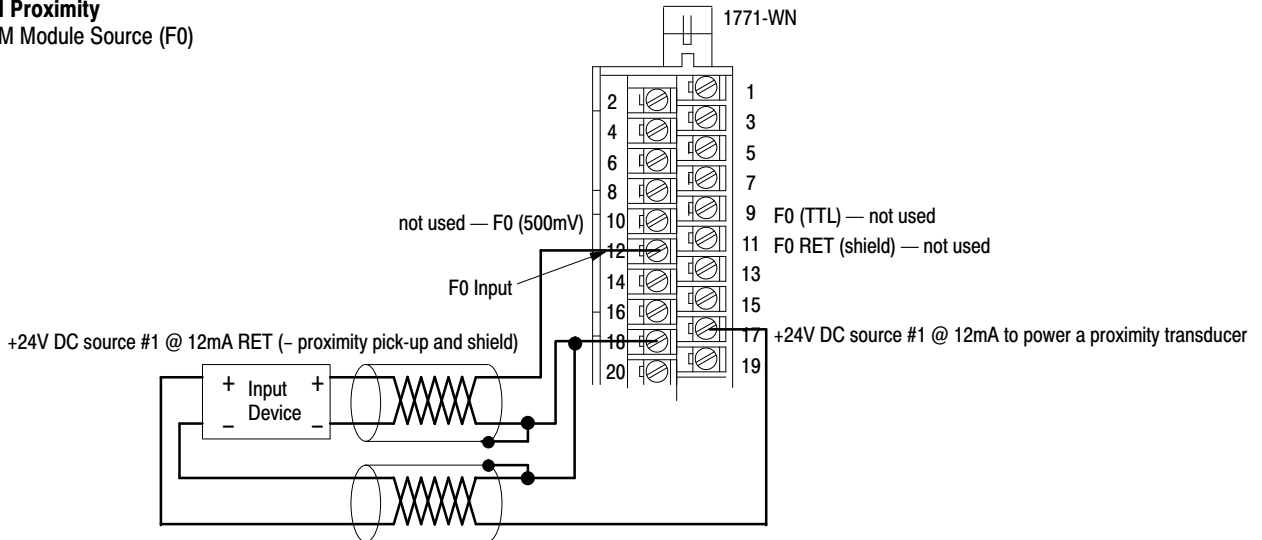 Proximity
M Module Source (F0)
1771-WN
2
1
4
3
6
5
8
7
not used — F0 (500mV)
10
9
F0 (TTL) — not used
12
11
F0 RET (shield) — not used
F0 Input
14
13
16
15
+24V DC source #1 @ 12mA RET (– proximity pick-up and shield)
18
17
+24V DC source #1 @ 12mA to power a proximity transducer
20
19
+ Input +
Device
– –